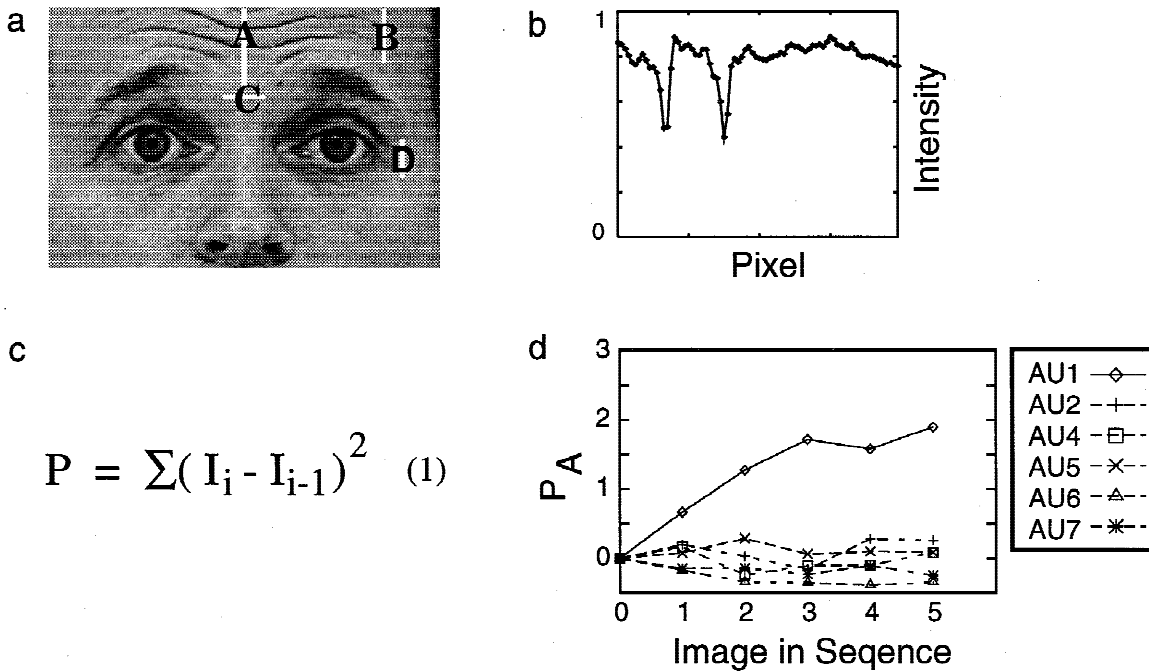 a
A
B
C
D
b
1
0
Intensity
Pixel
c
P = Σ( I_i - I_{i-1} )² (1)
d
3
2
1
0
P_A
0 1 2 3 4 5
Image in Seqence
AU1
AU2
AU4
AU5
AU6
AU7